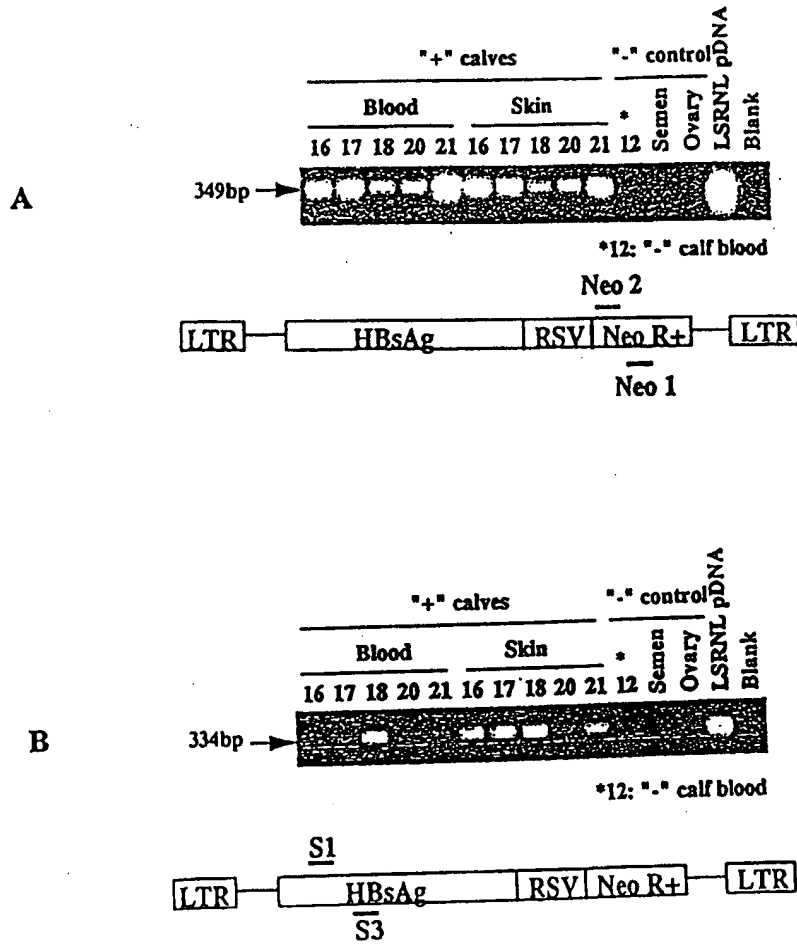 "+" calves "-" control
Blood Skin * Semen Ovary LSRNL pDNA Blank
16 17 18 20 21 16 17 18 20 21 12
A
349bp
*12: "-" calf blood
Neo 2
LTR HBsAg RSV Neo R+ LTR
Neo 1
"+" calves "-" control
Blood Skin * Semen Ovary LSRNL pDNA Blank
16 17 18 20 21 16 17 18 20 21 12
B
334bp
*12: "-" calf blood
S1
LTR HBsAg RSV Neo R+ LTR
S3